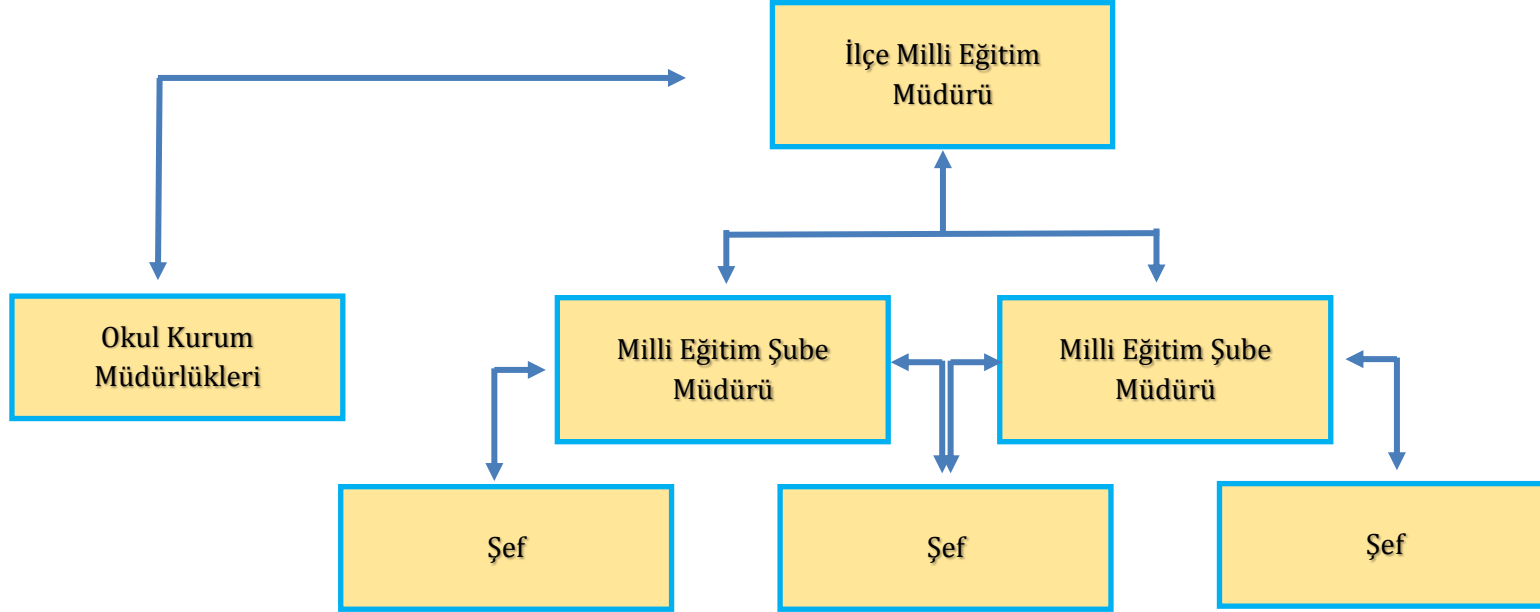 İlçe Milli Eğitim
Müdürü
Okul Kurum
Müdürlükleri
Milli Eğitim Şube
Müdürü
Milli Eğitim Şube
Müdürü
Şef
Şef
Şef